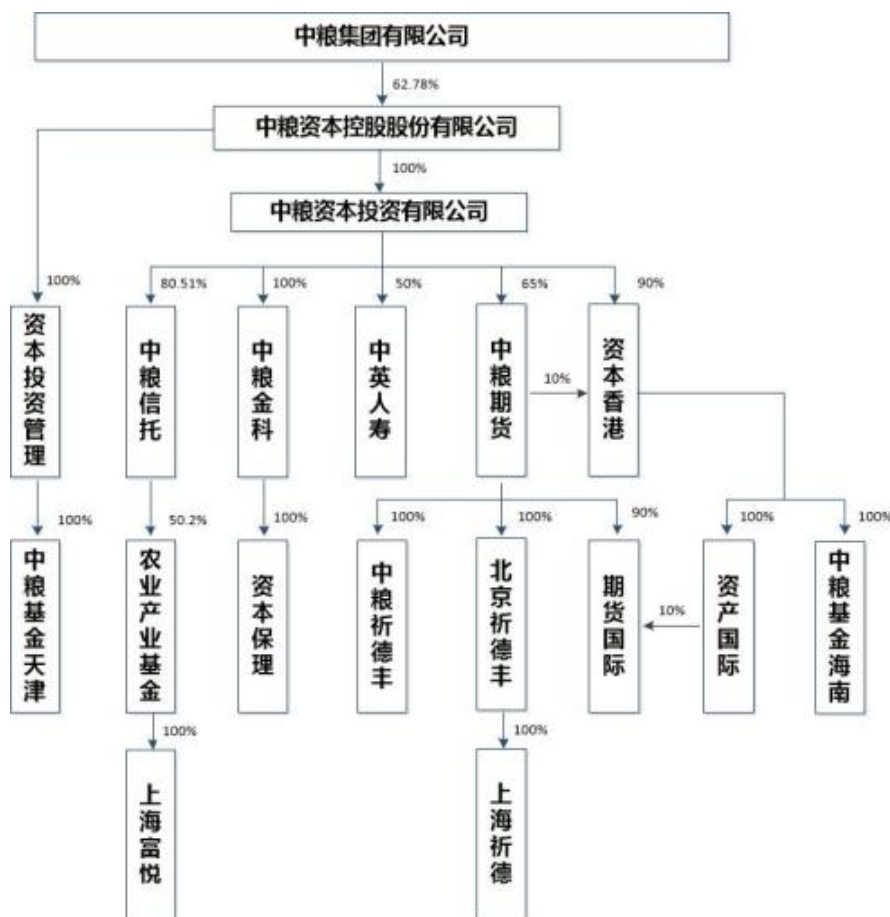 中粮集团有限公司
62.78%
中粮资本控股股份有限公司
100%
中粮资本投资有限公司
100%
80.51%
100%
50%
65%
90%
资本投资管理
中粮信托
中粮金科
中英人寿
中粮期货
10%
资本香港
100%
50.2%
100%
100%
100%
90%
100%
100%
中粮基金天津
农业产业基金
资本保理
中粮祈德丰
北京祈德丰
期货国际
10%
资产国际
中粮基金海南
100%
100%
上海富悦
上海祈德